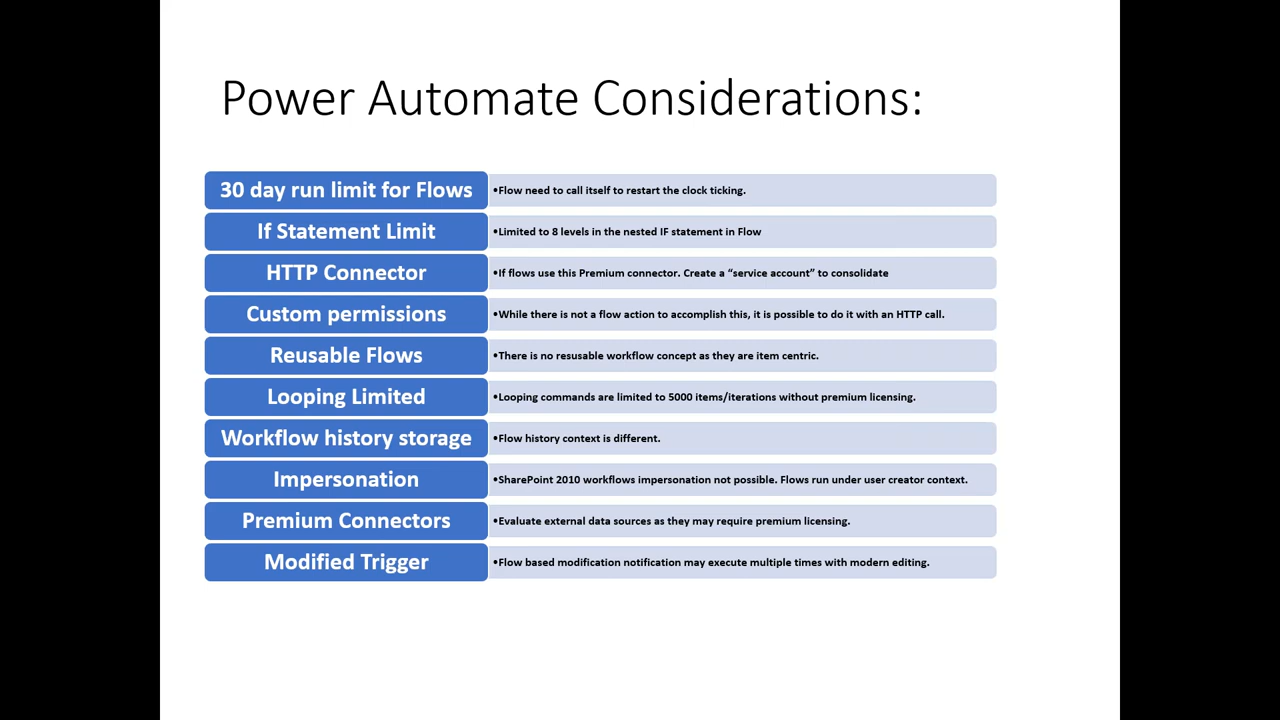 Power Automate Considerations:
30 day run limit for Flows
•Flow need to call itself to restart the clock ticking.
If Statement Limit
•Limited to 8 levels in the nested IF statement in Flow
HTTP Connector
•If flows use this Premium connector. Create a “service account” to consolidate
Custom permissions
•While there is not a flow action to accomplish this, it is possible to do it with an HTTP call.
Reusable Flows
•There is no resusable workflow concept as they are item centric.
Looping Limited
•Looping commands are limited to 5000 items/iterations without premium licensing.
Workflow history storage
•Flow history context is different.
Impersonation
•SharePoint 2010 workflows impersonation not possible. Flows run under user creator context.
Premium Connectors
•Evaluate external data sources as they may require premium licensing.
Modified Trigger
•Flow based modification notification may execute multiple times with modern editing.